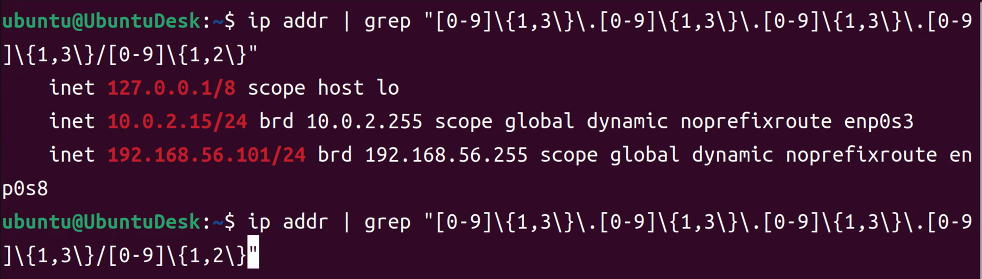 ubuntu@UbuntuDesk:~$ ip addr | grep "[0-9]\{1,3\}\.[0-9]\{1,3\}\.[0-9]\{1,3\}\.[0-9
]\{1,3\}/[0-9]\{1,2\}"
    inet 127.0.0.1/8 scope host lo
    inet 10.0.2.15/24 brd 10.0.2.255 scope global dynamic noprefixroute enp0s3
    inet 192.168.56.101/24 brd 192.168.56.255 scope global dynamic noprefixroute en
p0s8
ubuntu@UbuntuDesk:~$ ip addr | grep "[0-9]\{1,3\}\.[0-9]\{1,3\}\.[0-9]\{1,3\}\.[0-9
]\{1,3\}/[0-9]\{1,2\}"